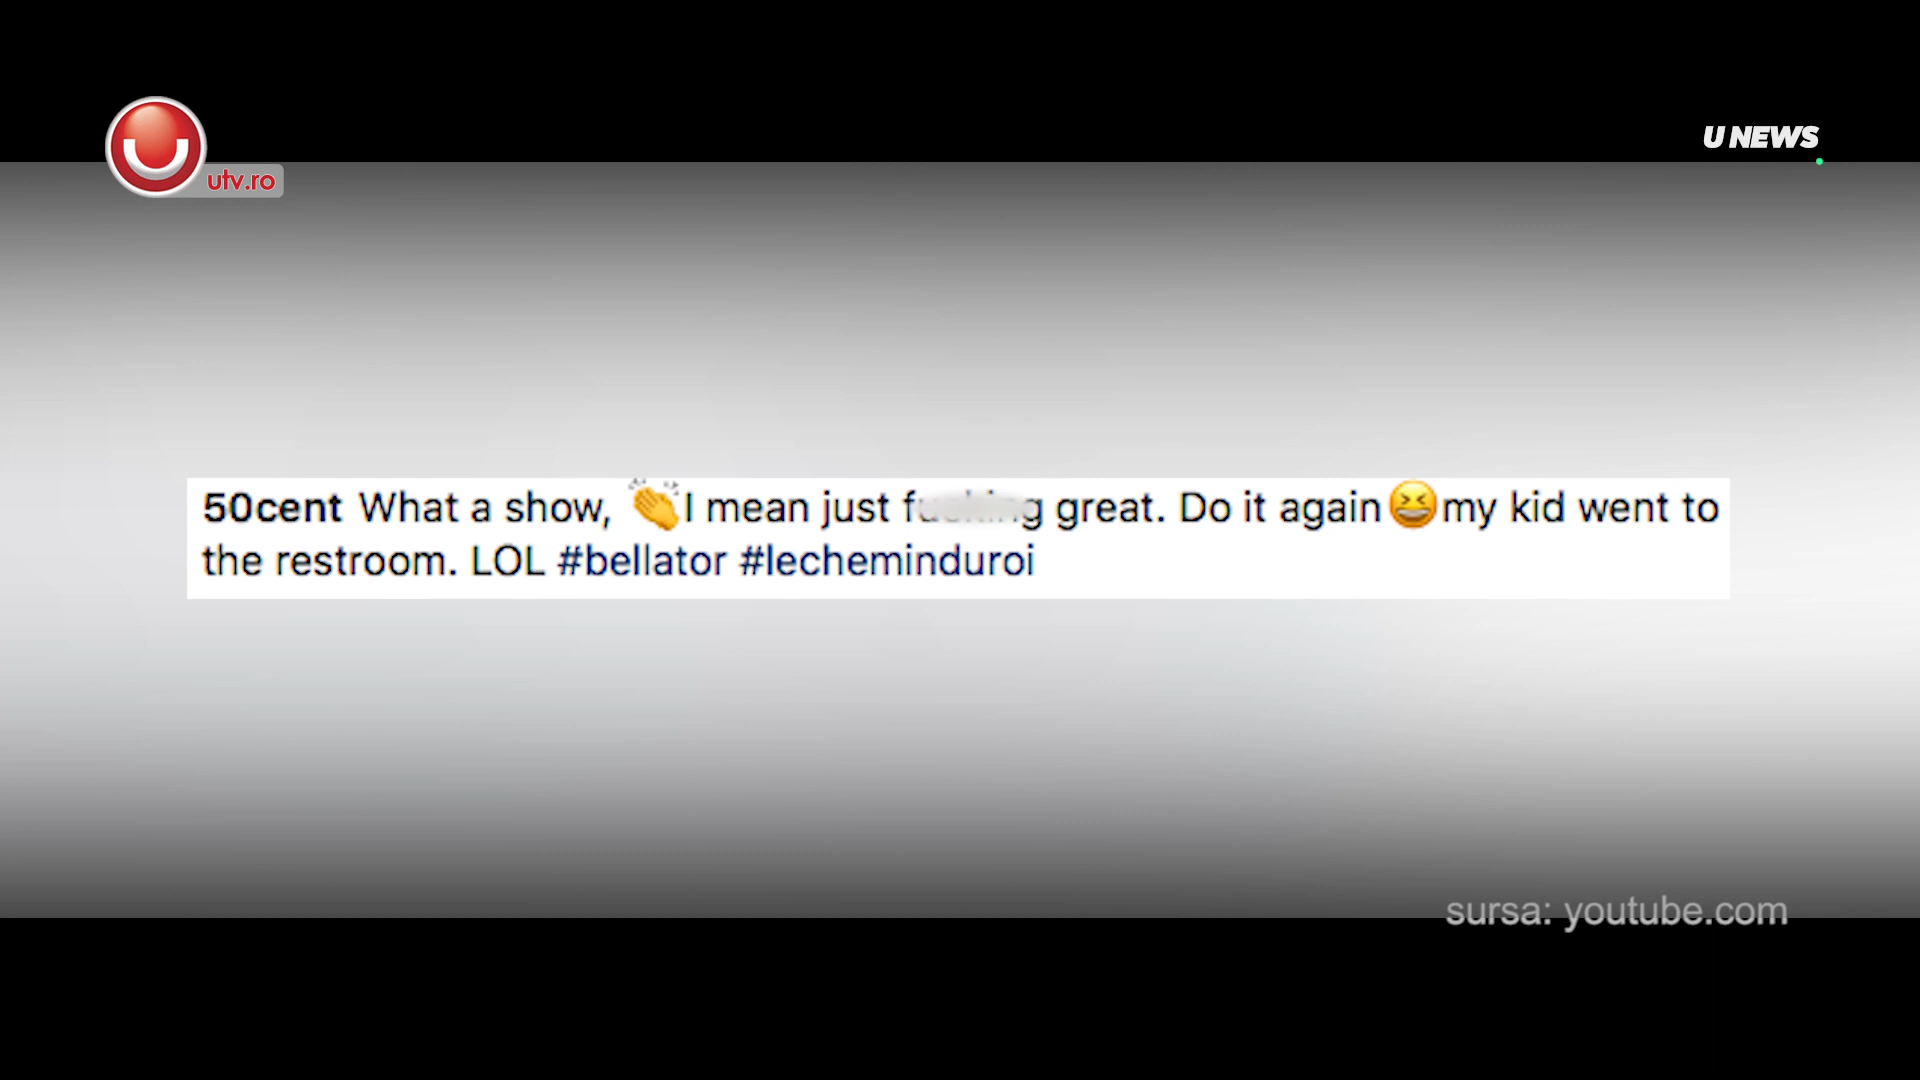 utv.ro
U NEWS
50cent What a show, 👏I mean just fucking great. Do it again😆my kid went to
the restroom. LOL #bellator #lecheminduroi
sursa: youtube.com